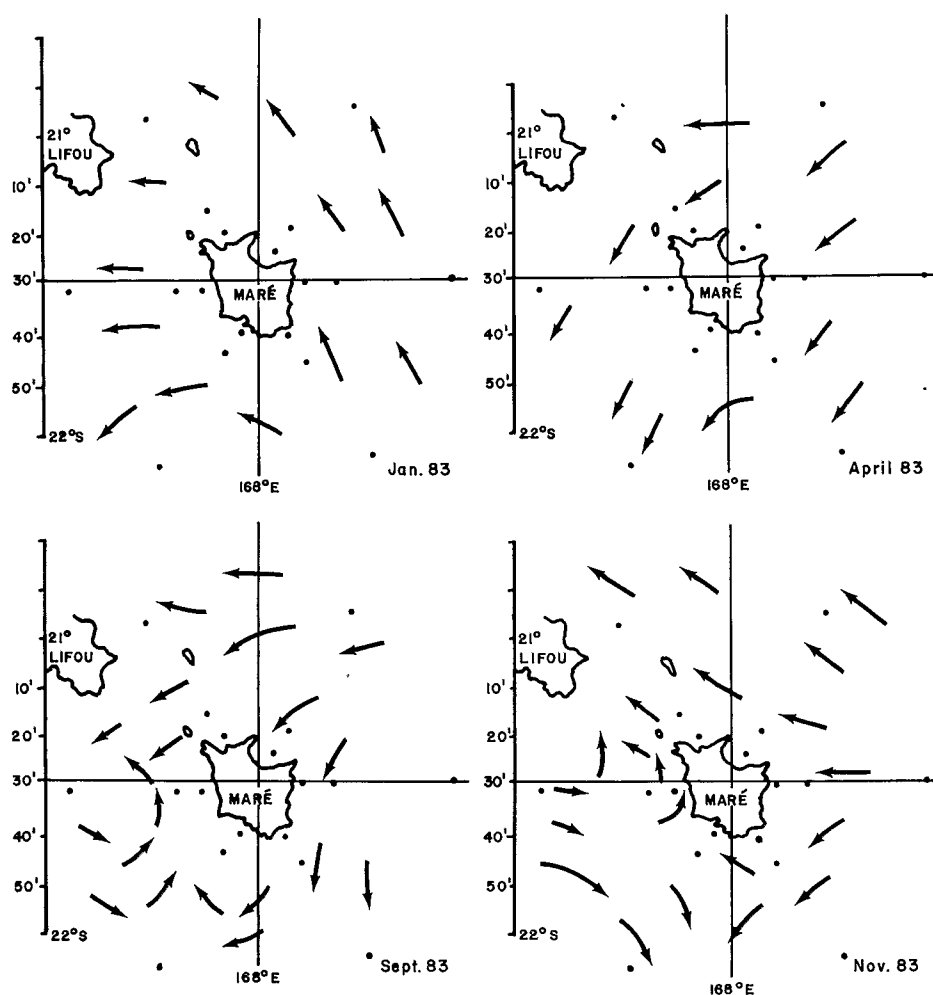 21°
LIFOU
10'
20'
30'
MARÉ
40'
50'
22°S
Jan. 83
168°E
21°
LIFOU
10'
20'
30'
MARÉ
40'
50'
22°S
April 83
168°E
21°
LIFOU
10'
20'
30'
MARÉ
40'
50'
22°S
Sept. 83
168°E
21°
LIFOU
10'
20'
30'
MARÉ
40'
50'
22°S
Nov. 83
168°E